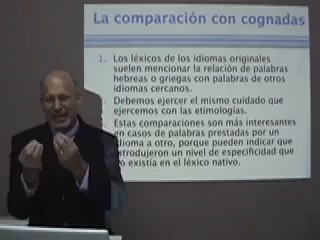 La comparación con cognadas
1. Los léxicos de los idiomas originales
suelen mencionar la relación de palabras
hebreas o griegas con palabras de otros
idiomas cercanos.
Debemos ejercer el mismo cuidado que
ejercemos con las etimologías.
Estas comparaciones son más interesantes
en casos de palabras prestadas por un
idioma a otro, porque pueden indicar que
introdujeron un nivel de especificidad que
existía en el léxico nativo.